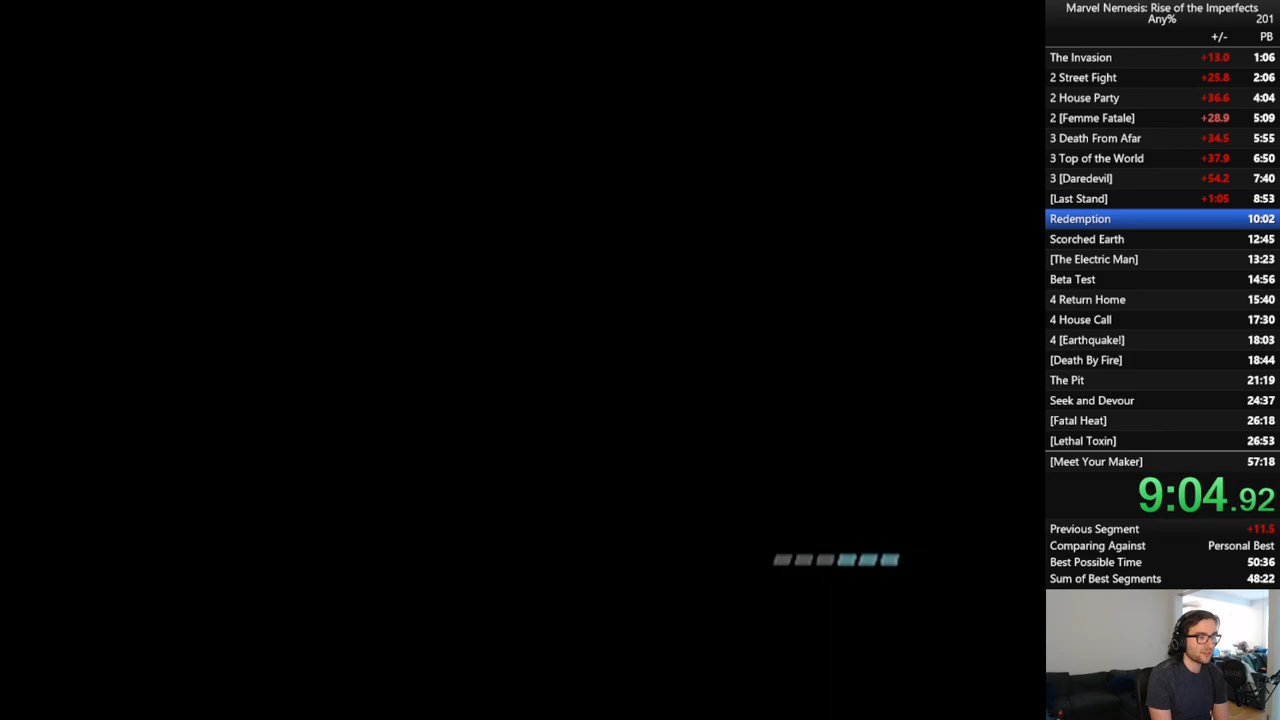 Marvel Nemesis: Rise of the Imperfects
Any% 201
+/- PB
The Invasion +13.0 1:06
2 Street Fight +25.8 2:06
2 House Party +36.6 4:04
2 [Femme Fatale] +28.9 5:09
3 Death From Afar +34.5 5:55
3 Top of the World +37.9 6:50
3 [Daredevil] +54.2 7:40
[Last Stand] +1:05 8:53
Redemption 10:02
Scorched Earth 12:45
[The Electric Man] 13:23
Beta Test 14:56
4 Return Home 15:40
4 House Call 17:30
4 [Earthquake!] 18:03
[Death By Fire] 18:44
The Pit 21:19
Seek and Devour 24:37
[Fatal Heat] 26:18
[Lethal Toxin] 26:53
[Meet Your Maker] 57:18
9:04.92
Previous Segment +11.5
Comparing Against Personal Best
Best Possible Time 50:36
Sum of Best Segments 48:22